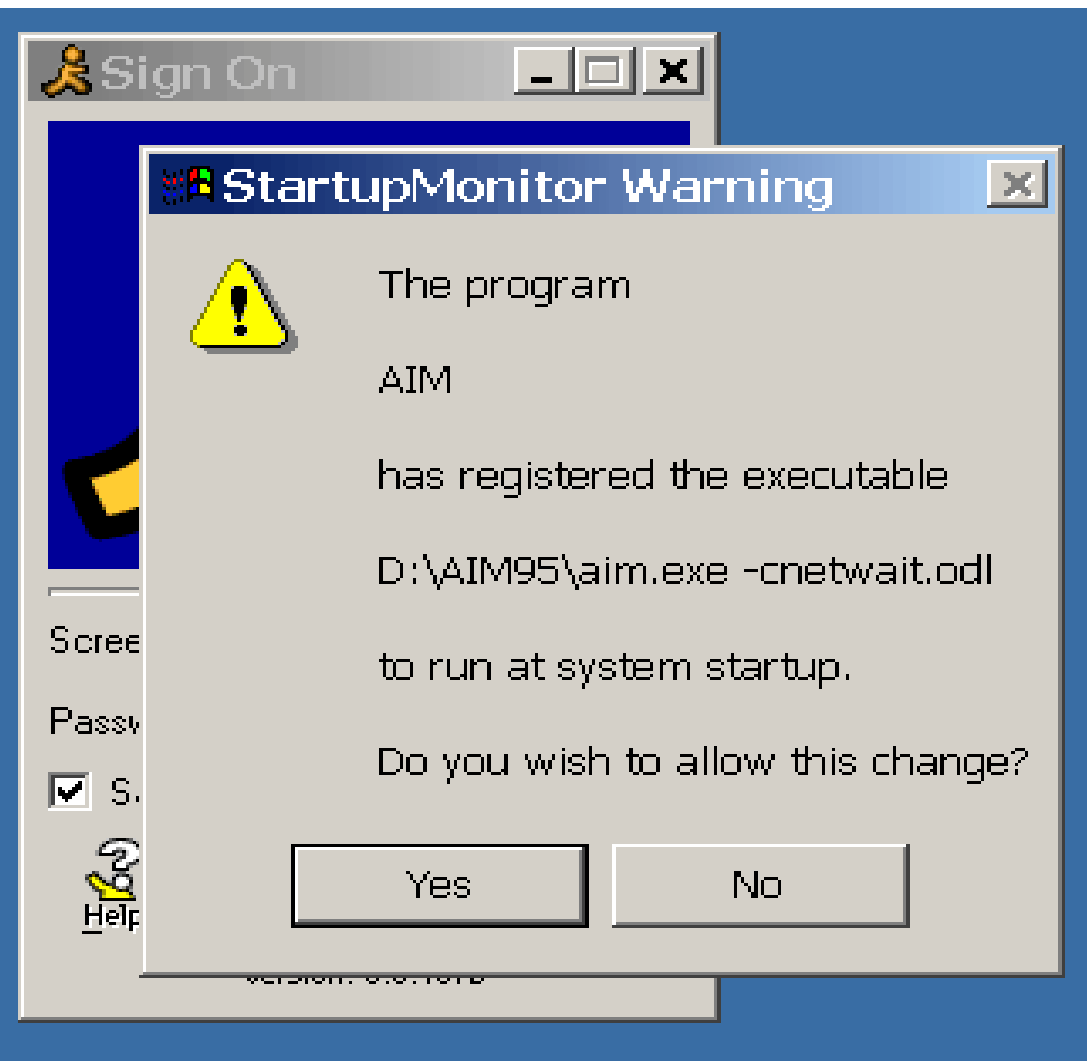 Sign On
StartupMonitor Warning
The program
AIM
has registered the executable
D:\AIM95\aim.exe -cnetwait.odl
to run at system startup.
Do you wish to allow this change?
Yes
No
Help